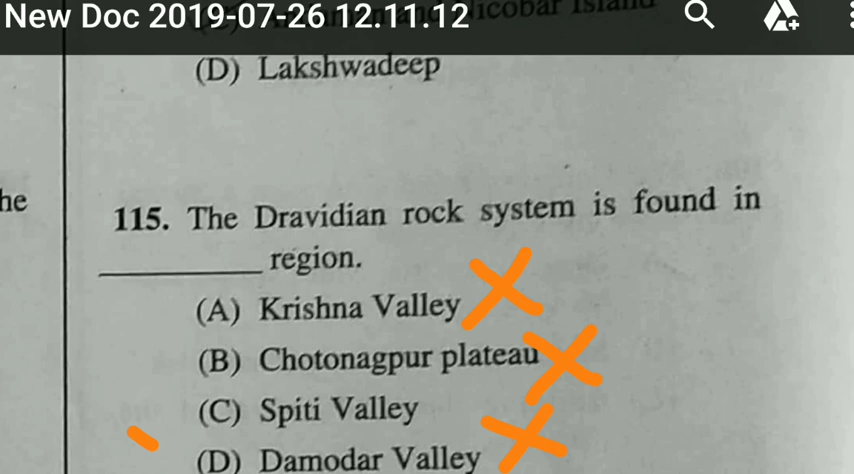 New Doc 2019-07-26 12.11.12
(D) Lakshwadeep
he
115. The Dravidian rock system is found in
__________ region.
(A) Krishna Valley
(B) Chotonagpur plateau
(C) Spiti Valley
(D) Damodar Valley